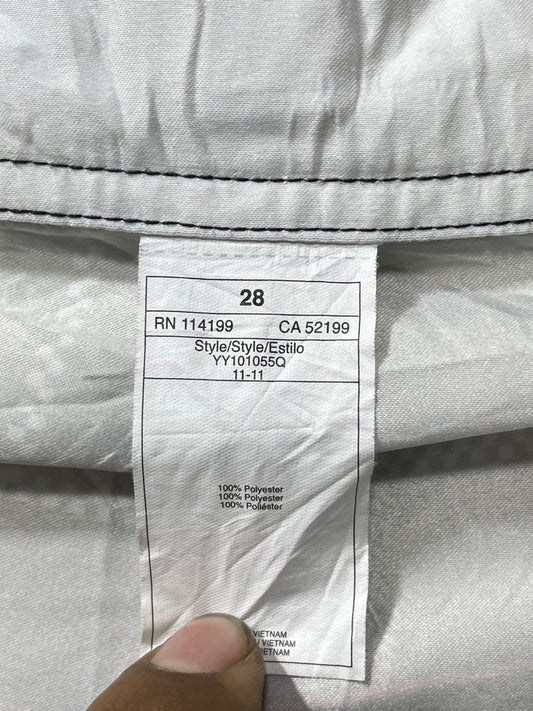 28
RN 114199 CA 52199
Style/Style/Estilo
YY101055Q
11-11
100% Polyester
100% Polyester
100% Poliéster
VIETNAM
VIETNAM
VIETNAM